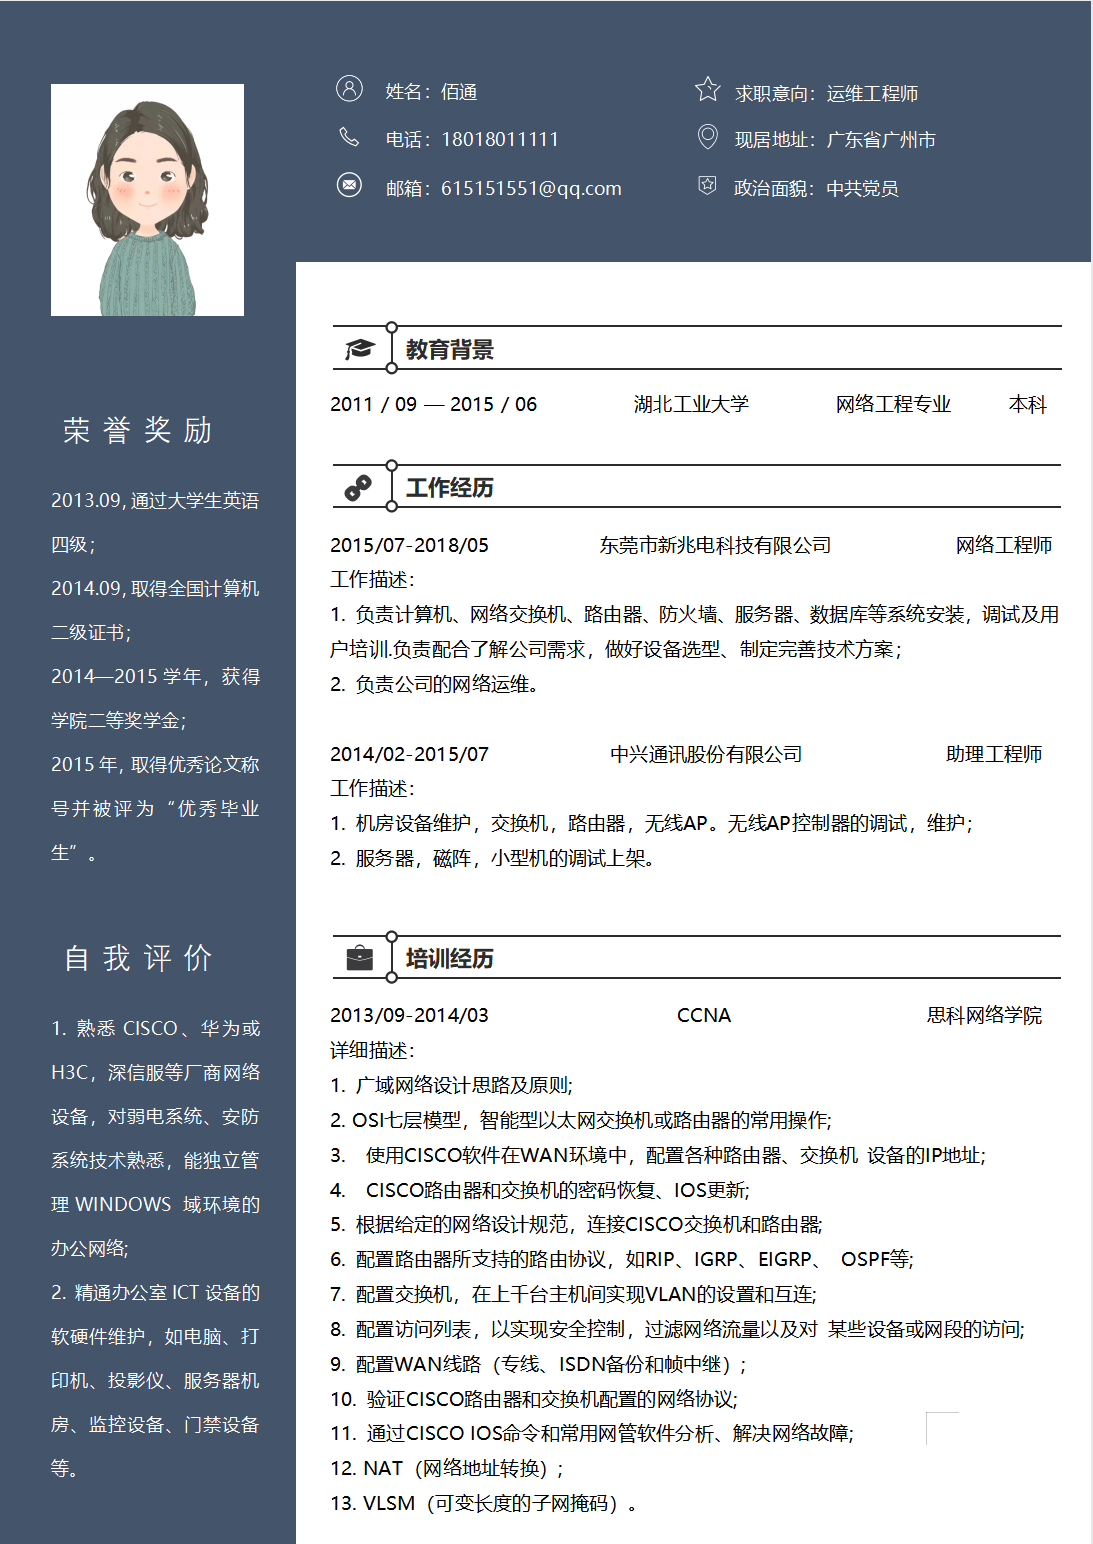 姓名：佰通
求职意向：运维工程师
电话：18018011111
现居地址：广东省广州市
邮箱：615151551@qq.com
政治面貌：中共党员
荣誉奖励
2013.09，通过大学生英语
四级；
2014.09，取得全国计算机
二级证书；
2014—2015 学年，获得
学院二等奖学金；
2015 年，取得优秀论文称
号并被评为“优秀毕业
生”。
自我评价
1. 熟悉 CISCO、华为或
H3C，深信服等厂商网络
设备，对弱电系统、安防
系统技术熟悉，能独立管
理 WINDOWS 域环境的
办公网络;
2. 精通办公室 ICT 设备的
软硬件维护，如电脑、打
印机、投影仪、服务器机
房、监控设备、门禁设备
等。
教育背景
2011 / 09 — 2015 / 06 湖北工业大学 网络工程专业 本科
工作经历
2015/07-2018/05 东莞市新兆电科技有限公司 网络工程师
工作描述：
1. 负责计算机、网络交换机、路由器、防火墙、服务器、数据库等系统安装，调试及用
户培训.负责配合了解公司需求，做好设备选型、制定完善技术方案；
2. 负责公司的网络运维。
2014/02-2015/07 中兴通讯股份有限公司 助理工程师
工作描述：
1. 机房设备维护，交换机，路由器，无线AP。无线AP控制器的调试，维护；
2. 服务器，磁阵，小型机的调试上架。
培训经历
2013/09-2014/03 CCNA 思科网络学院
详细描述：
1. 广域网络设计思路及原则;
2. OSI七层模型，智能型以太网交换机或路由器的常用操作;
3. 使用CISCO软件在WAN环境中，配置各种路由器、交换机 设备的IP地址;
4. CISCO路由器和交换机的密码恢复、IOS更新;
5. 根据给定的网络设计规范，连接CISCO交换机和路由器;
6. 配置路由器所支持的路由协议，如RIP、IGRP、EIGRP、 OSPF等;
7. 配置交换机，在上千台主机间实现VLAN的设置和互连;
8. 配置访问列表，以实现安全控制，过滤网络流量以及对 某些设备或网段的访问;
9. 配置WAN线路（专线、ISDN备份和帧中继）;
10. 验证CISCO路由器和交换机配置的网络协议;
11. 通过CISCO IOS命令和常用网管软件分析、解决网络故障;
12. NAT（网络地址转换）;
13. VLSM（可变长度的子网掩码）。